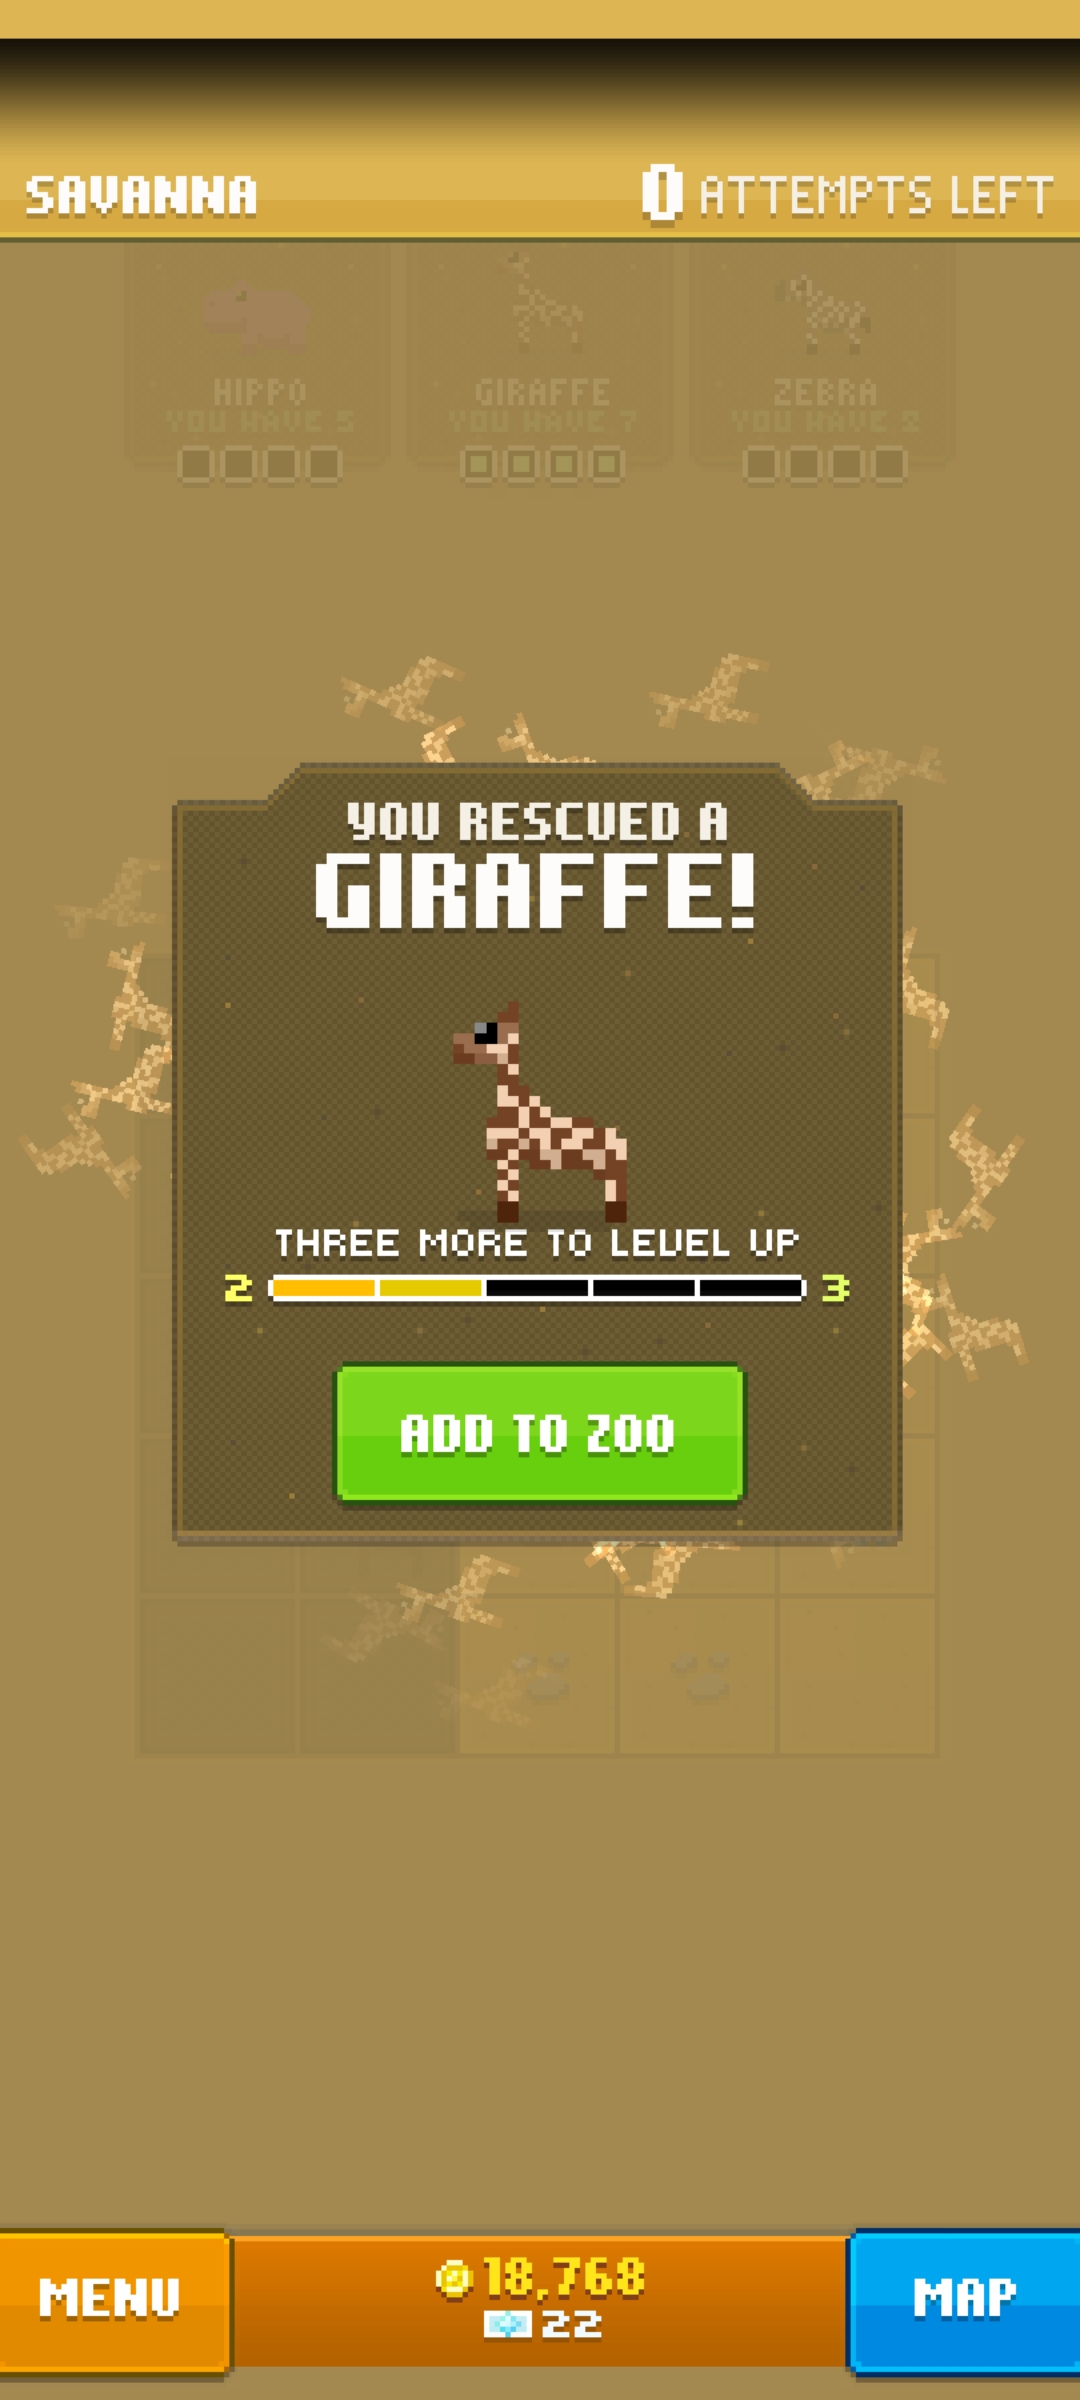 SAVANNA
0 ATTEMPTS LEFT
HIPPO
YOU HAVE 5
GIRAFFE
YOU HAVE 7
ZEBRA
YOU HAVE 2
YOU RESCUED A
GIRAFFE!
THREE MORE TO LEVEL UP
2
3
ADD TO ZOO
MENU
18,768
22
MAP